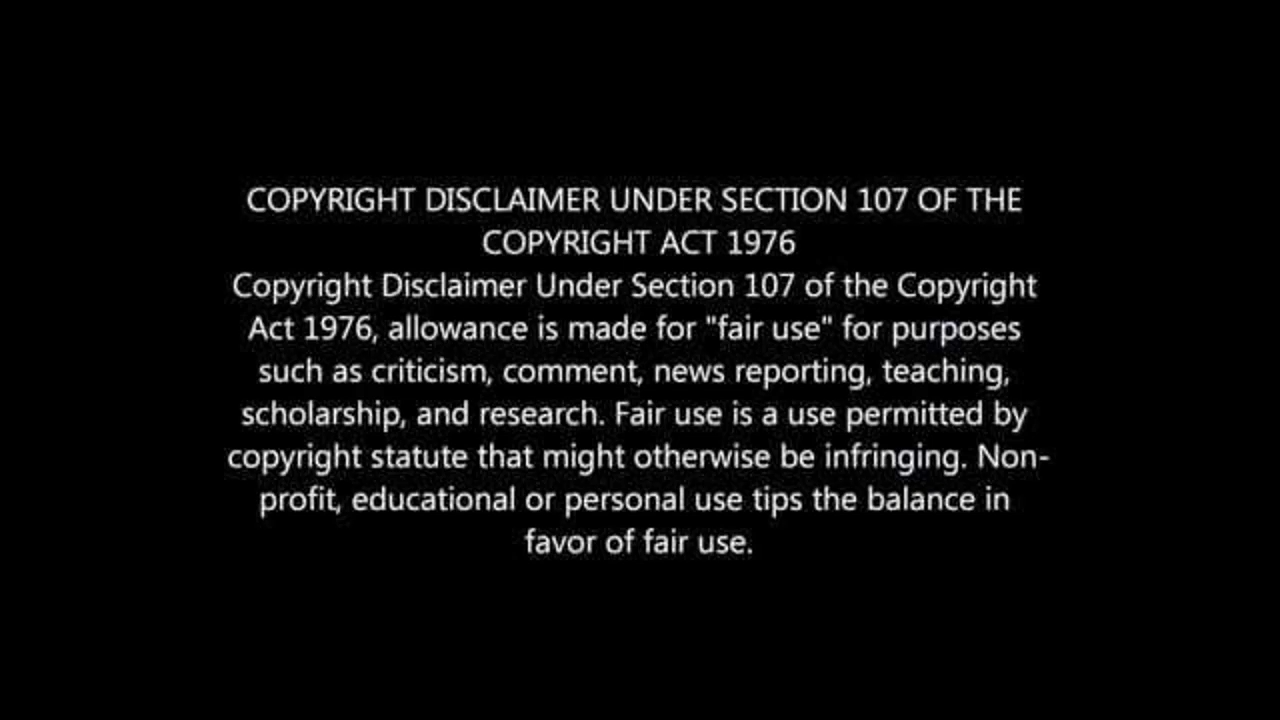 COPYRIGHT DISCLAIMER UNDER SECTION 107 OF THE
COPYRIGHT ACT 1976
Copyright Disclaimer Under Section 107 of the Copyright
Act 1976, allowance is made for "fair use" for purposes
such as criticism, comment, news reporting, teaching,
scholarship, and research. Fair use is a use permitted by
copyright statute that might otherwise be infringing. Non-
profit, educational or personal use tips the balance in
favor of fair use.